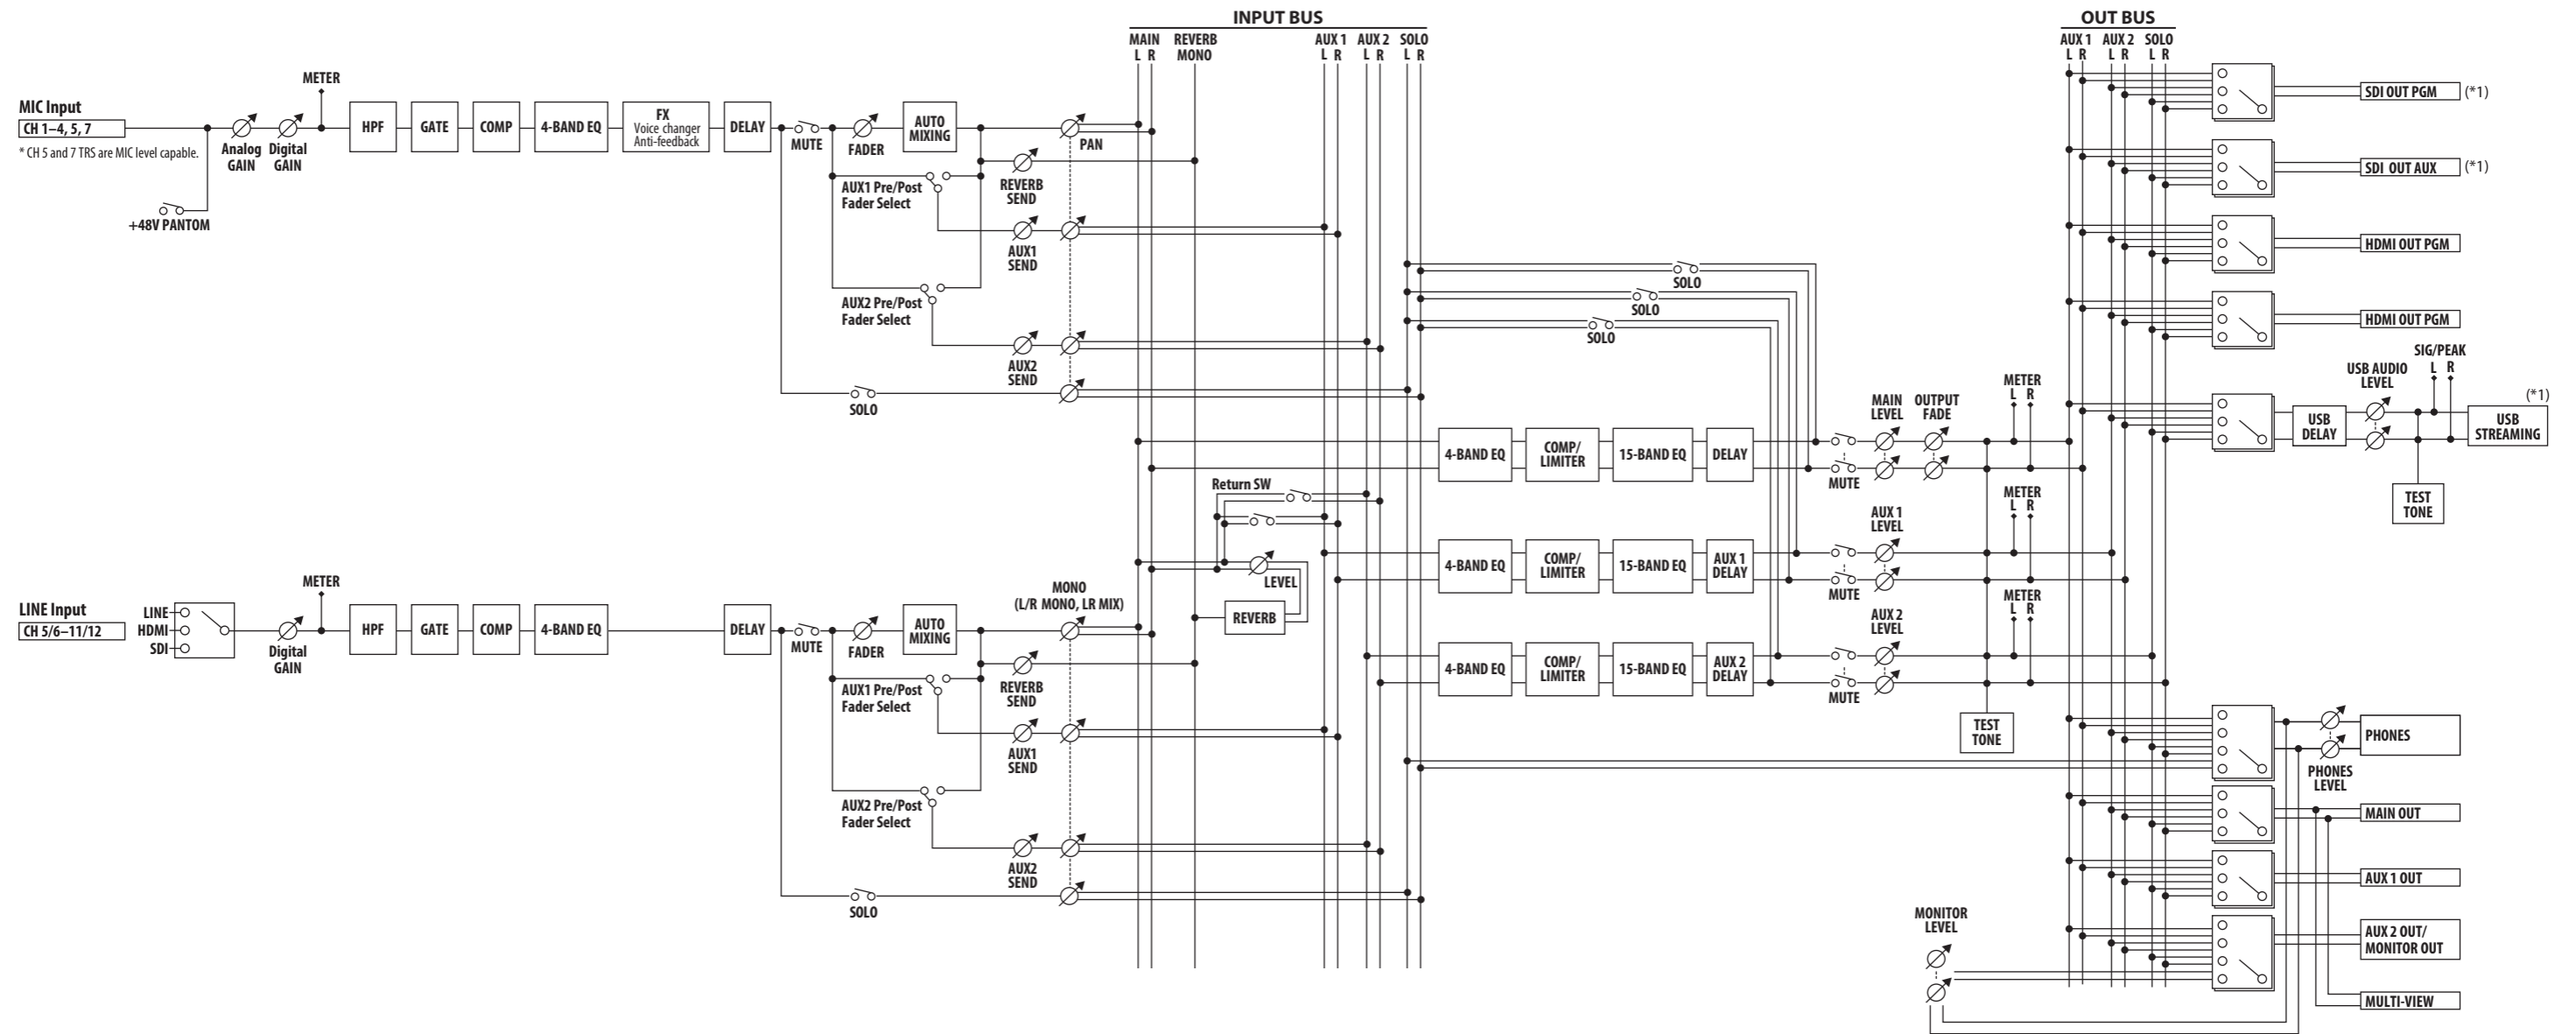 INPUT BUS
MAIN
L R
REVERB
MONO
AUX 1
L R
AUX 2
L R
SOLO
L R
OUT BUS
AUX 1
L R
AUX 2
L R
SOLO
L R
MIC Input
CH 1–4, 5, 7
* CH 5 and 7 TRS are MIC level capable.
+48V PANTOM
Analog
GAIN
Digital
GAIN
METER
HPF
GATE
COMP
4-BAND EQ
FX
Voice changer
Anti-feedback
DELAY
MUTE
FADER
AUTO
MIXING
PAN
AUX1 Pre/Post
Fader Select
REVERB
SEND
AUX1
SEND
AUX2 Pre/Post
Fader Select
AUX2
SEND
SOLO
LINE Input
CH 5/6–11/12
LINE
HDMI
SDI
Digital
GAIN
METER
HPF
GATE
COMP
4-BAND EQ
DELAY
MUTE
FADER
AUTO
MIXING
MONO
(L/R MONO, LR MIX)
AUX1 Pre/Post
Fader Select
REVERB
SEND
AUX1
SEND
AUX2 Pre/Post
Fader Select
AUX2
SEND
SOLO
Return SW
LEVEL
REVERB
SOLO
SOLO
SOLO
4-BAND EQ
COMP/
LIMITER
15-BAND EQ
DELAY
MUTE
MAIN
LEVEL
OUTPUT
FADE
METER
L R
4-BAND EQ
COMP/
LIMITER
15-BAND EQ
AUX 1
DELAY
MUTE
AUX 1
LEVEL
METER
L R
4-BAND EQ
COMP/
LIMITER
15-BAND EQ
AUX 2
DELAY
MUTE
AUX 2
LEVEL
METER
L R
TEST
TONE
SDI OUT PGM
(*1)
SDI OUT AUX
(*1)
HDMI OUT PGM
HDMI OUT PGM
USB
DELAY
USB AUDIO
LEVEL
SIG/PEAK
L R
(*1)
USB
STREAMING
TEST
TONE
PHONES
PHONES
LEVEL
MAIN OUT
AUX 1 OUT
MONITOR
LEVEL
AUX 2 OUT/
MONITOR OUT
MULTI-VIEW